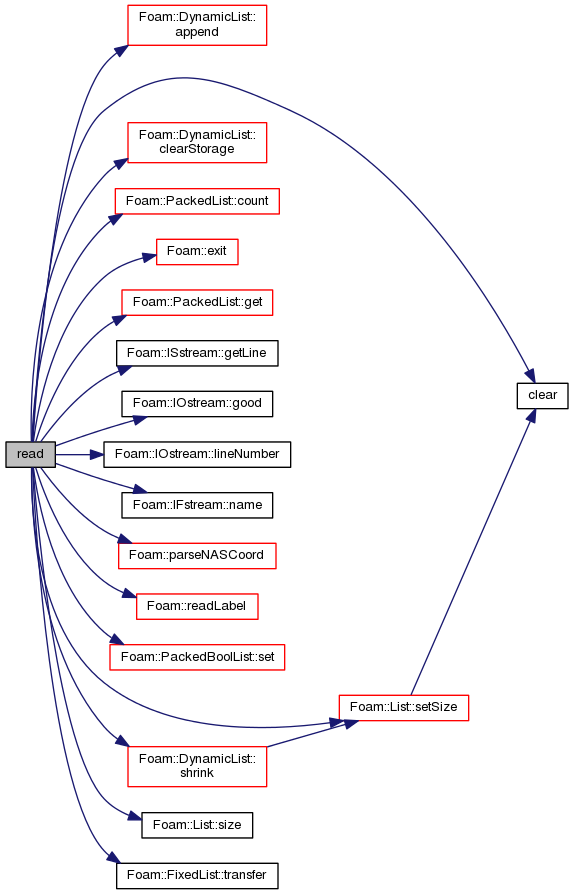 Foam::DynamicList::
append
Foam::DynamicList::
clearStorage
Foam::PackedList::count
Foam::exit
Foam::PackedList::get
Foam::ISstream::getLine
clear
Foam::IOstream::good
read
Foam::IOstream::lineNumber
Foam::IFstream::name
Foam::parseNASCoord
Foam::readLabel
Foam::PackedBoolList::set
Foam::List::setSize
Foam::DynamicList::
shrink
Foam::List::size
Foam::FixedList::transfer